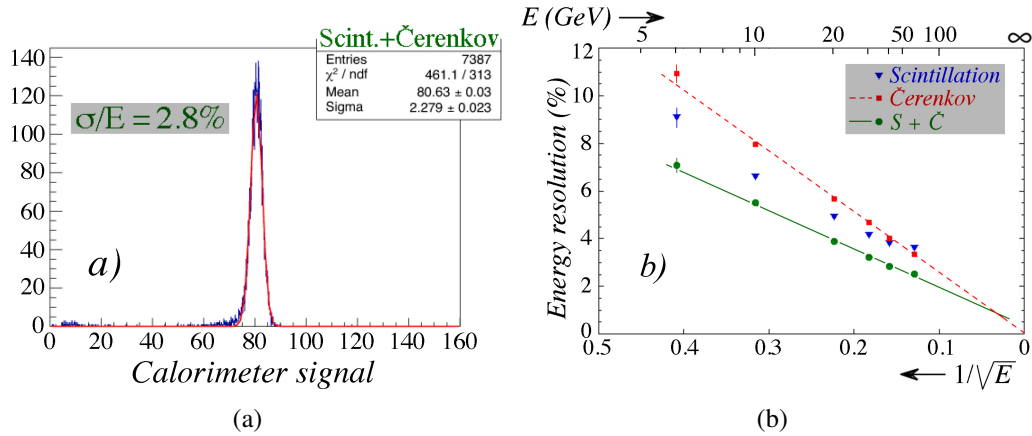 Scint.+Čerenkov
Entries 7387
χ² / ndf 461.1 / 313
Mean 80.63 ± 0.03
Sigma 2.279 ± 0.023
σ/E = 2.8%
140
120
100
80
60
40
20
0
a)
0 20 40 60 80 100 120 140 160
Calorimeter signal
(a)
E (GeV)
5 10 20 50 100 ∞
Energy resolution (%)
12
10
8
6
4
2
0
Scintillation
Čerenkov
S + Č
b)
0.5 0.4 0.3 0.2 0.1 0
1/√E
(b)